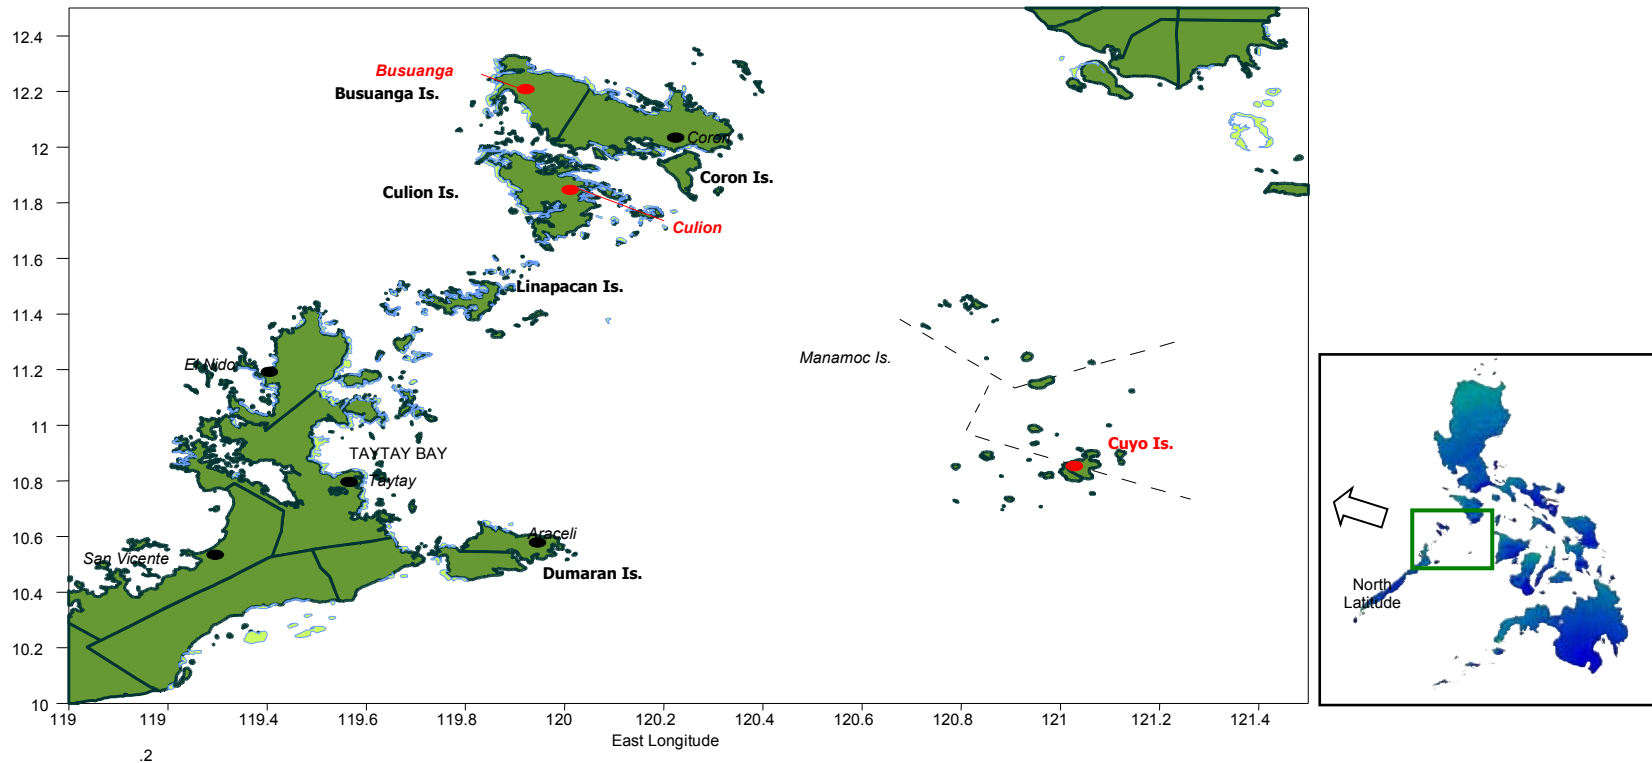 12.4
Busuanga
12.2
Busuanga Is.
Coron
12
Coron Is.
Culion Is.
11.8
Culion
11.6
Linapacan Is.
11.4
Manamoc Is.
El Nido
11.2
11
Cuyo Is.
TAYTAY BAY
10.8
Taytay
10.6
Araceli
San Vicente
Dumaran Is.
10.4
North
Latitude
10.2
10
119
119
.2
119.4
119.6
119.8
120
120.2
120.4
120.6
120.8
121
121.2
121.4
East Longitude